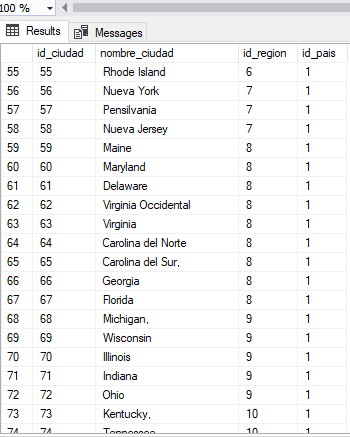 100 %
Results Messages
id_ciudad nombre_ciudad id_region id_pais
55 55 Rhode Island 6 1
56 56 Nueva York 7 1
57 57 Pensilvania 7 1
58 58 Nueva Jersey 7 1
59 59 Maine 8 1
60 60 Maryland 8 1
61 61 Delaware 8 1
62 62 Virginia Occidental 8 1
63 63 Virginia 8 1
64 64 Carolina del Norte 8 1
65 65 Carolina del Sur, 8 1
66 66 Georgia 8 1
67 67 Florida 8 1
68 68 Michigan, 9 1
69 69 Wisconsin 9 1
70 70 Illinois 9 1
71 71 Indiana 9 1
72 72 Ohio 9 1
73 73 Kentucky, 10 1
74 74 Tennessee 10 1